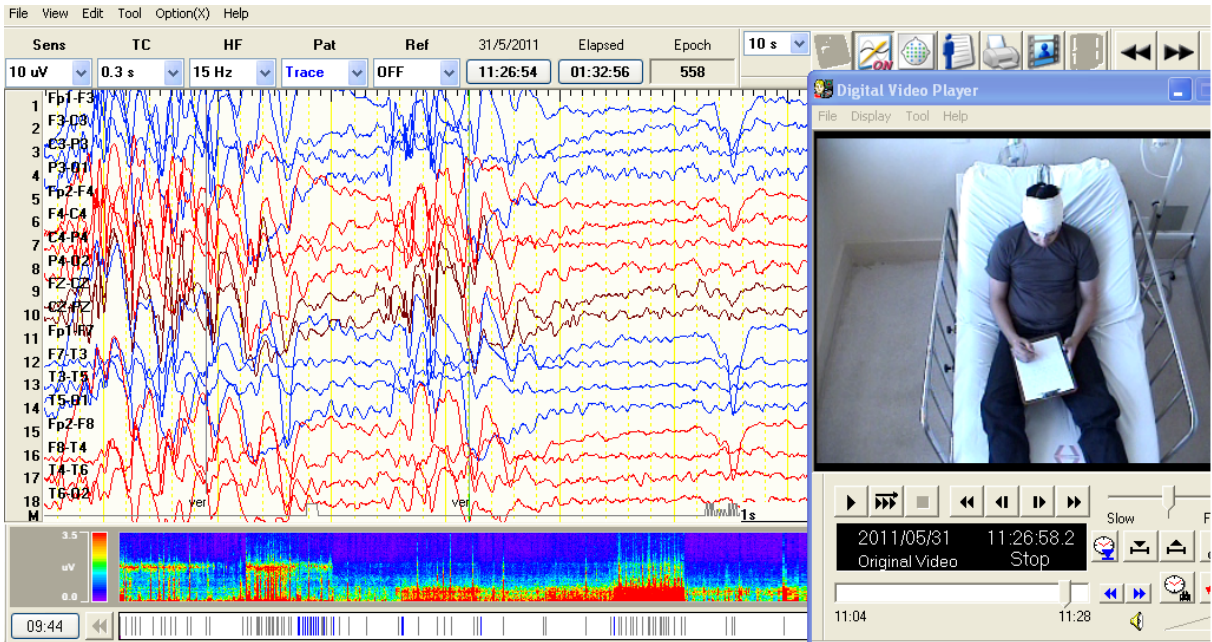 File View Edit Tool Option(X) Help
Sens TC HF Pat Ref 31/5/2011 Elapsed Epoch 10 s
10 uV 0.3 s 15 Hz Trace OFF 11:26:54 01:32:56 558
ON
Digital Video Player
File Display Tool Help
1 Fp1-F3
2 F3-C3
3 C3-P3
4 P3-O1
5 Fp2-F4
6 F4-C4
7 C4-P4
8 P4-O2
9 FZ-CZ
10 CZ-PZ
11 Fp1-F7
12 F7-T3
13 T3-T5
14 T5-O1
15 Fp2-F8
16 F8-T4
17 T4-T6
18 T6-O2
M
ver ver 1s
3.5
uV
0.0
09:44
Slow F
2011/05/31 11:26:58.2
Original Video Stop
11:04 11:28